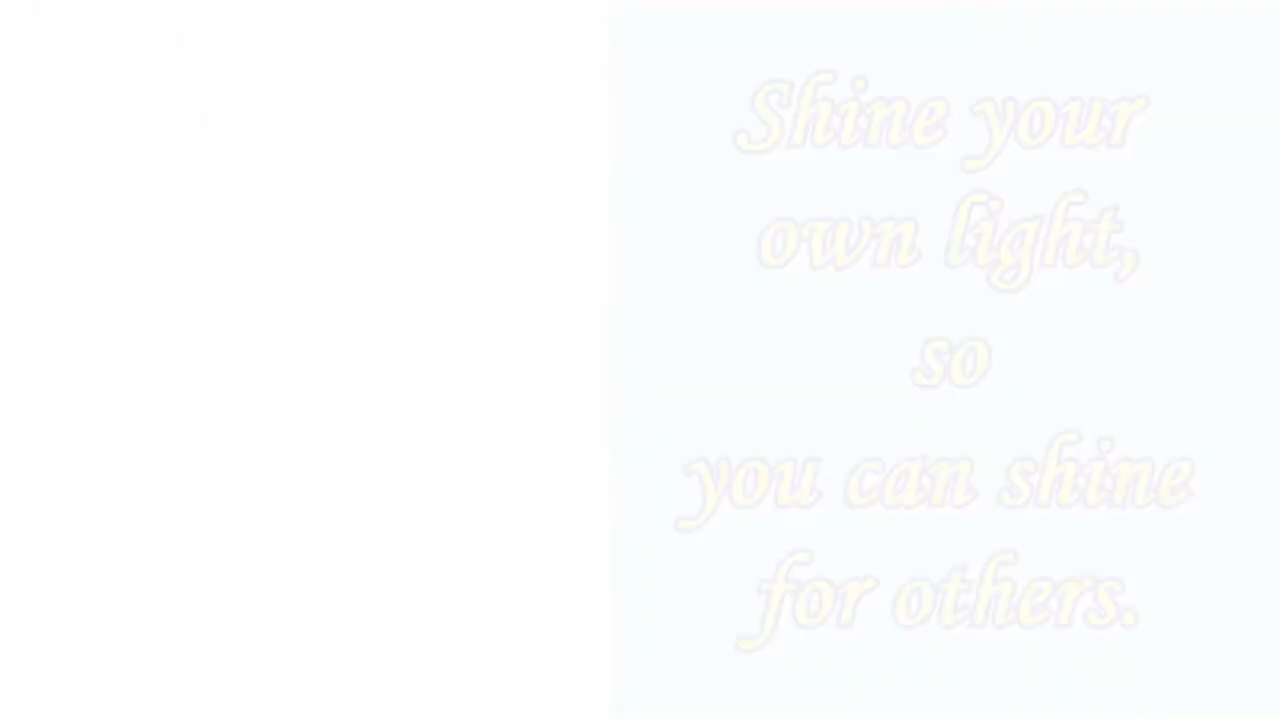 Shine your
own light,
so
you can shine
for others.